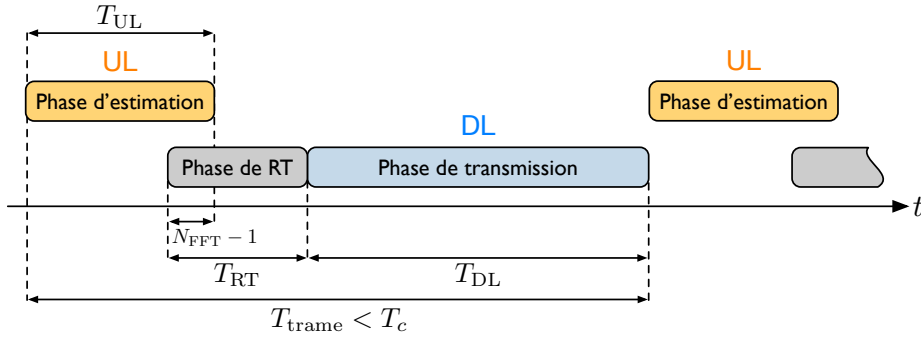 T_UL
UL
UL
Phase d'estimation
Phase d'estimation
DL
Phase de RT
Phase de transmission
t
N_FFT − 1
T_RT
T_DL
T_trame < T_c